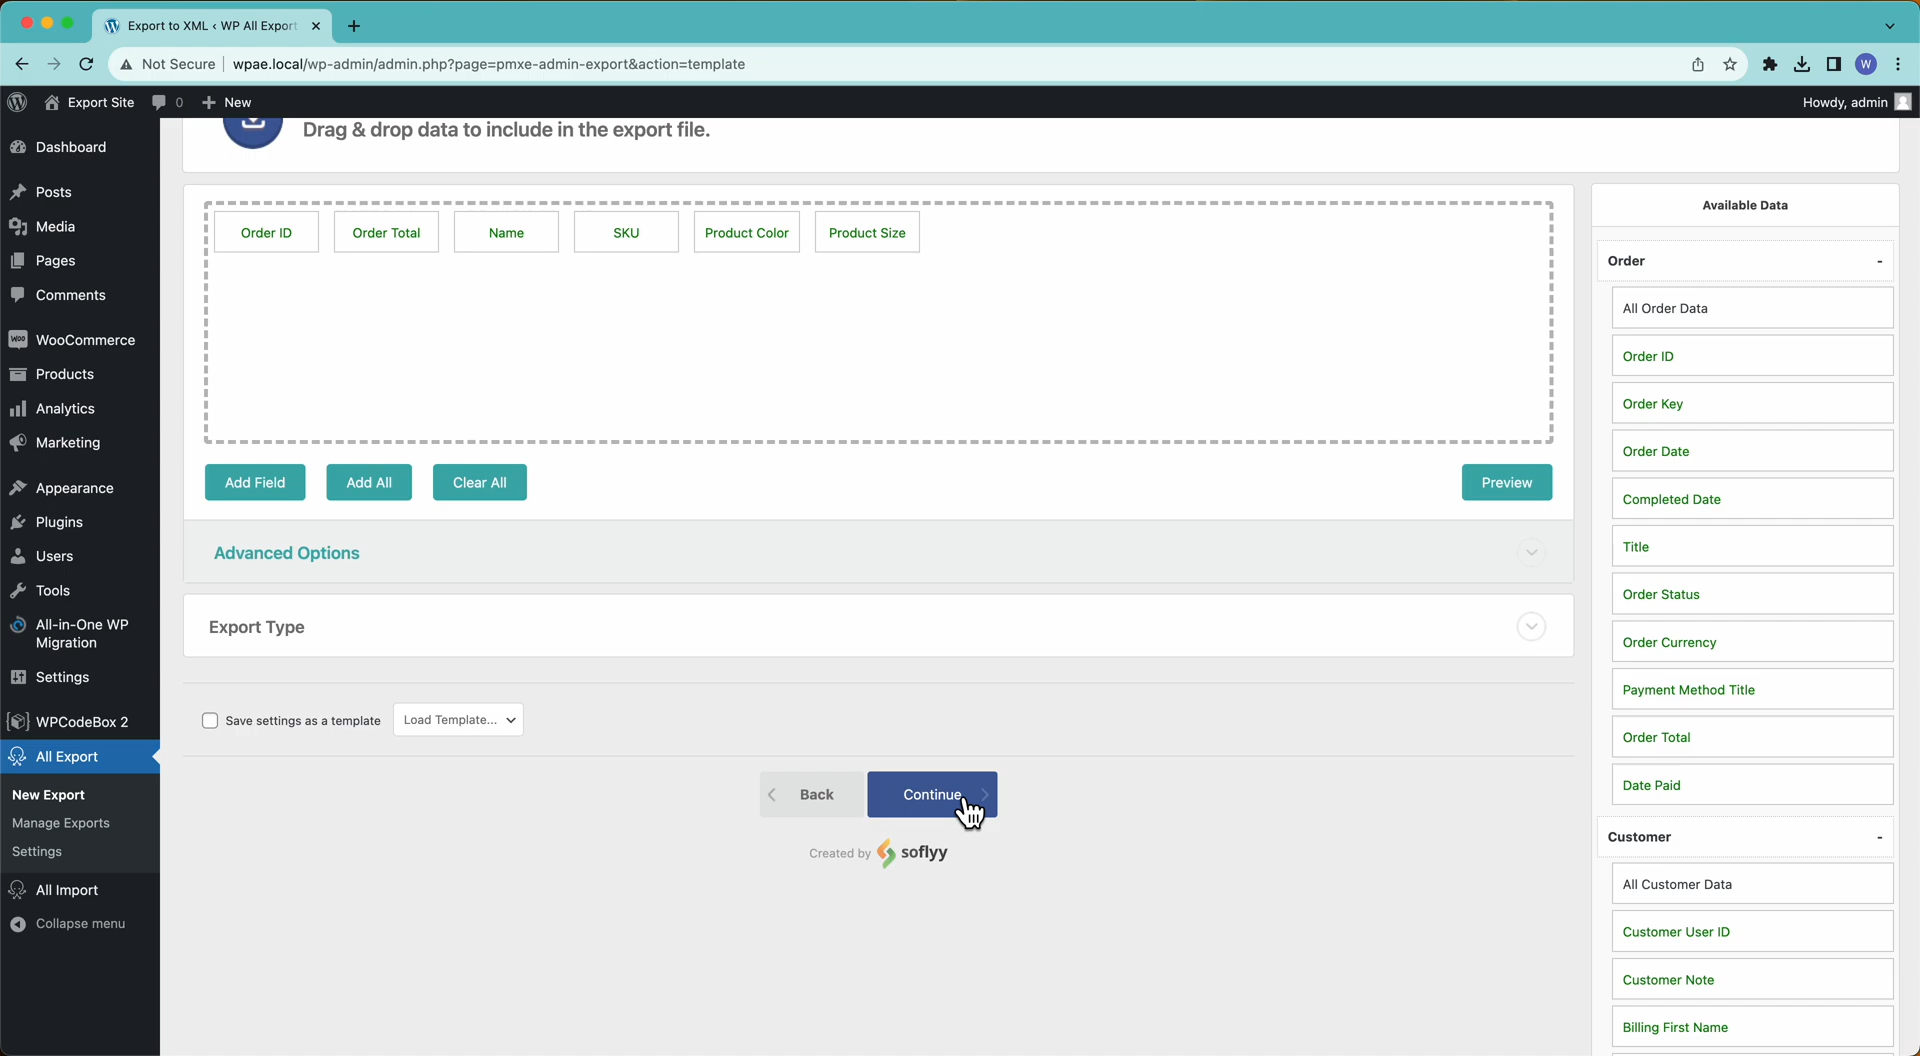 Export to XML ‹ WP All Export
Not Secure
wpae.local/wp-admin/admin.php?page=pmxe-admin-export&action=template
W
Export Site
0
New
Howdy, admin
Dashboard
Posts
Media
Pages
Comments
WooCommerce
Products
Analytics
Marketing
Appearance
Plugins
Users
Tools
All-in-One WP
Migration
Settings
WPCodeBox 2
All Export
New Export
Manage Exports
Settings
All Import
Collapse menu
Drag & drop data to include in the export file.
Order ID
Order Total
Name
SKU
Product Color
Product Size
Add Field
Add All
Clear All
Preview
Advanced Options
Export Type
Save settings as a template
Load Template...
Back
Continue
Created by soflyy
Available Data
Order -
All Order Data
Order ID
Order Key
Order Date
Completed Date
Title
Order Status
Order Currency
Payment Method Title
Order Total
Date Paid
Customer -
All Customer Data
Customer User ID
Customer Note
Billing First Name